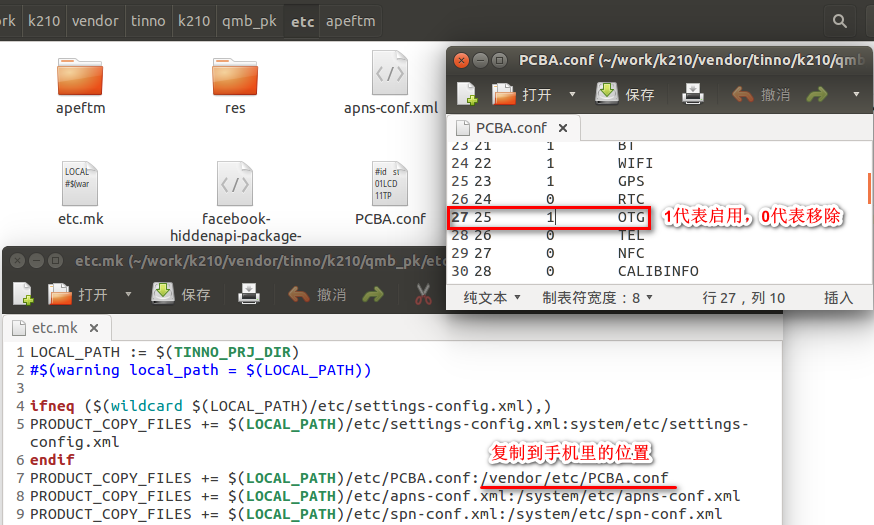 rk k210 vendor tinno k210 qmb_pk etc apeftm
apeftm res apns-conf.xml
LOCAL
#$(war
#id st
01LCD
11TP
etc.mk facebook-
hiddenapi-package- PCBA.conf
PCBA.conf (~/work/k210/vendor/tinno/k210/qmb
打开 保存 撤消
PCBA.conf
23 21 1 BT
24 22 1 WIFI
25 23 1 GPS
26 24 0 RTC
27 25 1 OTG
28 26 0 TEL
29 27 0 NFC
30 28 0 CALIBINFO
1代表启用，0代表移除
纯文本 制表符宽度：8 行 27，列 10 插入
etc.mk (~/work/k210/vendor/tinno/k210/qmb_pk/etc
打开 保存 撤消
etc.mk
1 LOCAL_PATH := $(TINNO_PRJ_DIR)
2 #$(warning local_path = $(LOCAL_PATH))
3
4 ifneq ($(wildcard $(LOCAL_PATH)/etc/settings-config.xml),)
5 PRODUCT_COPY_FILES += $(LOCAL_PATH)/etc/settings-config.xml:system/etc/settings-
config.xml
6 endif
复制到手机里的位置
7 PRODUCT_COPY_FILES += $(LOCAL_PATH)/etc/PCBA.conf:/vendor/etc/PCBA.conf
8 PRODUCT_COPY_FILES += $(LOCAL_PATH)/etc/apns-conf.xml:/system/etc/apns-conf.xml
9 PRODUCT_COPY_FILES += $(LOCAL_PATH)/etc/spn-conf.xml:/system/etc/spn-conf.xml